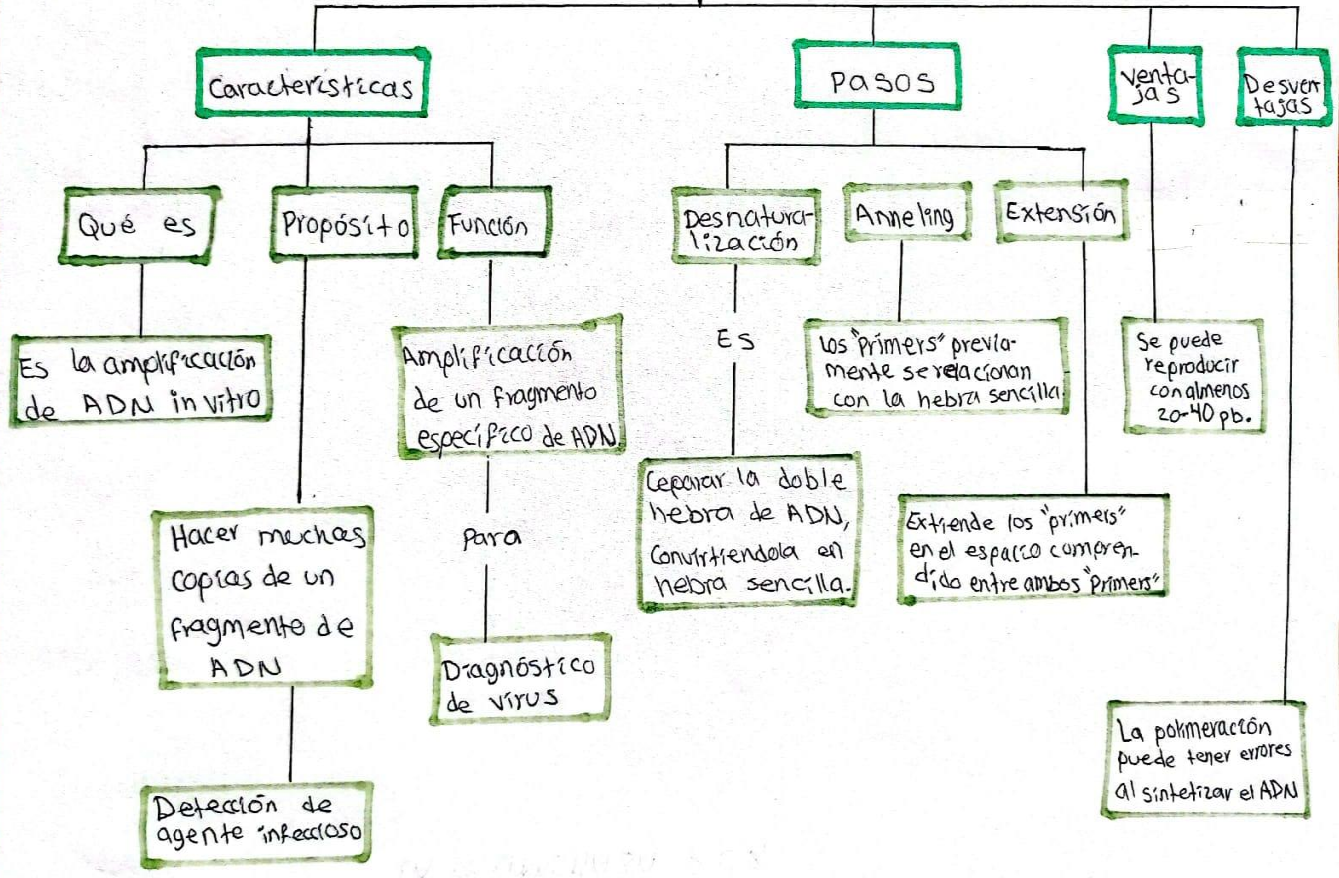 Características
Pasos
Venta-
jas
Desven
tajas
Qué es
Propósito
Función
Desnatura-
lización
Anneling
Extensión
Es la amplificación
de ADN in vitro
Amplificación
de un fragmento
específico de ADN.
Es
Los "Primers" previa-
mente se relacionan
con la hebra sencilla.
Se puede
reproducir
con almenos
20-40 pb.
Hacer muchas
copias de un
fragmento de
ADN
Para
Ceparar la doble
hebra de ADN,
Convirtiendola en
hebra sencilla.
Extiende los "primers"
en el espacio compren-
dido entre ambos "Primers"
Diagnóstico
de virus
La polimeración
puede tener errores
al sintetizar el ADN
Detección de
agente infeccioso